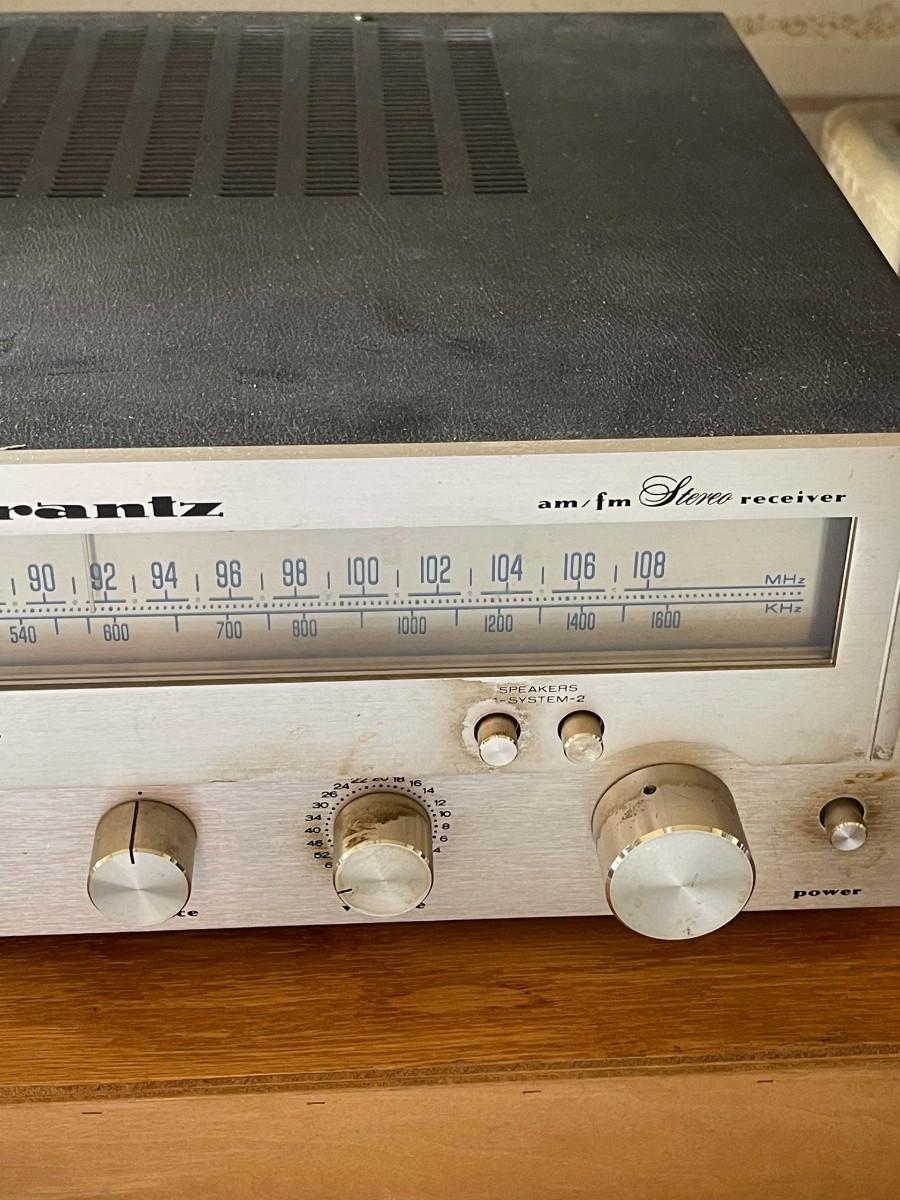 rantz
am/fm Stereo receiver
90 92 94 96 98 100 102 104 106 108 MHz
540 600 700 800 1000 1200 1400 1600 KHz
SPEAKERS
1-SYSTEM-2
24 22 20 18 16
26 14
30 12
34 10
40 8
46 6
52 4
6
ce e
power